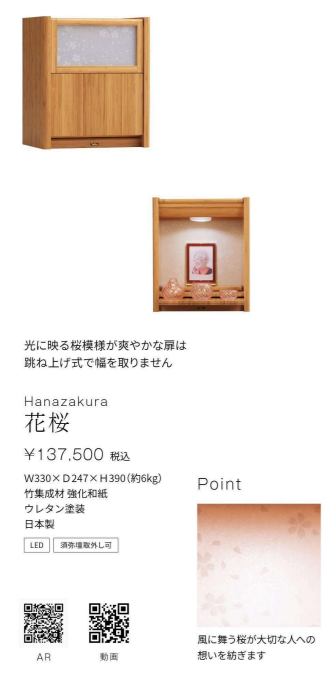 光に映る桜模様が爽やかな扉は
跳ね上げ式で幅を取りません
Hanazakura
花桜
¥137,500 税込
W330×D247×H390(約6kg)
竹集成材 強化和紙
ウレタン塗装
日本製
LED 須弥壇取外し可
Point
風に舞う桜が大切な人への
想いを紡ぎます
AR 動画